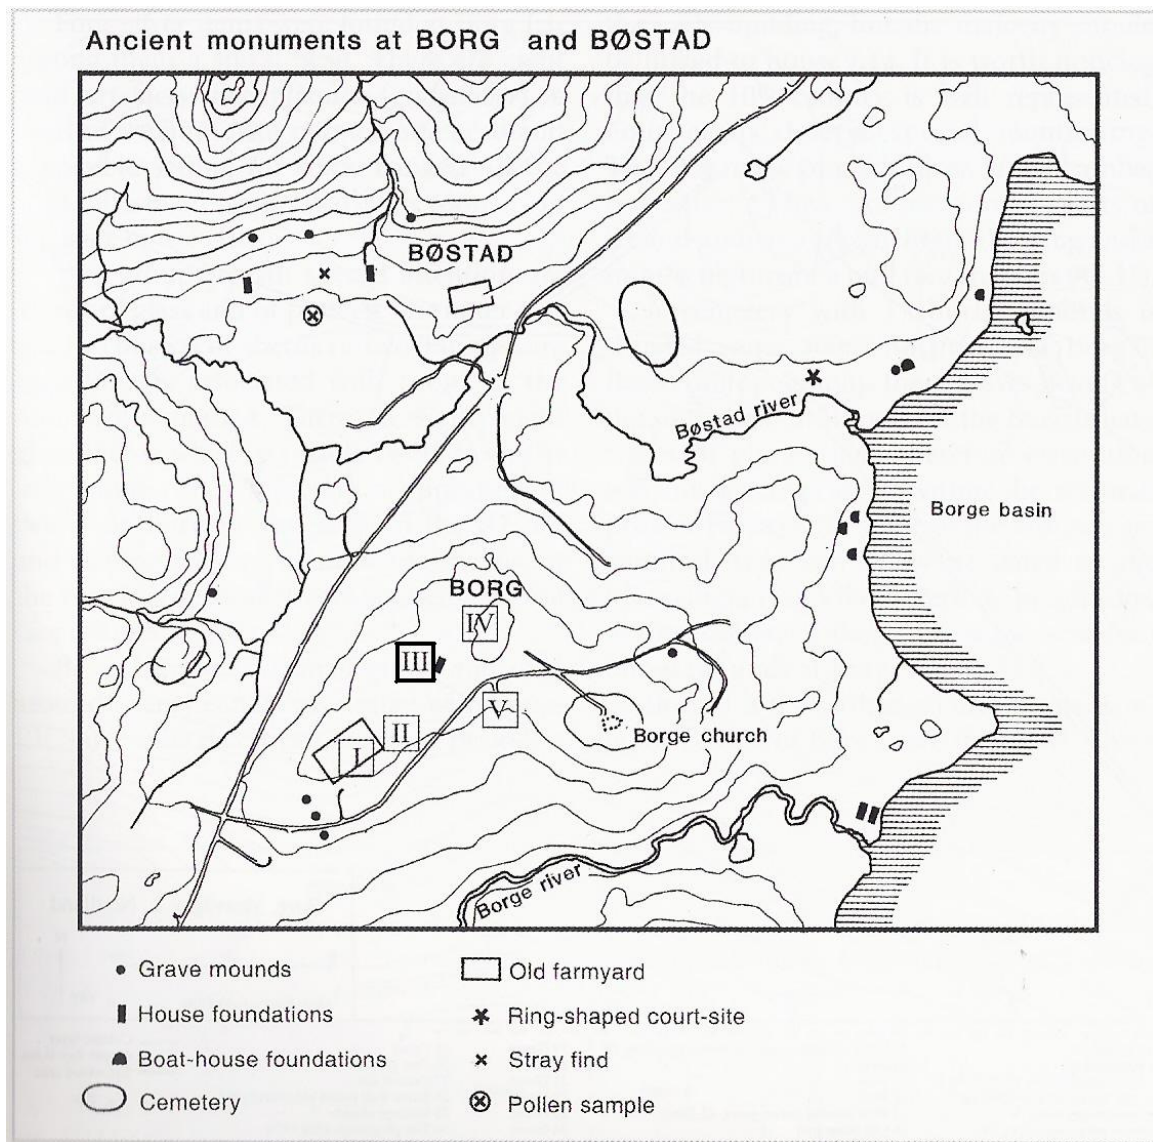 Ancient monuments at BORG and BØSTAD
BØSTAD
Bøstad river
Borge basin
BORG
IV
III
V
II
I
Borge church
Borge river
Grave mounds
House foundations
Boat-house foundations
Cemetery
Old farmyard
Ring-shaped court-site
Stray find
Pollen sample